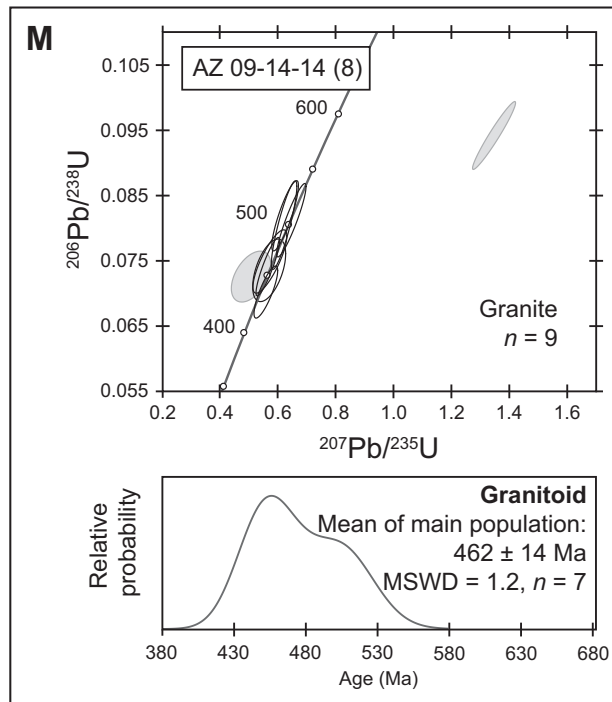 M
AZ 09-14-14 (8)
0.105
0.095
0.085
0.075
0.065
0.055
206Pb/238U
600
500
400
Granite
n = 9
0.2 0.4 0.6 0.8 1.0 1.2 1.4 1.6
207Pb/235U
Relative
probability
Granitoid
Mean of main population:
462 ± 14 Ma
MSWD = 1.2, n = 7
380 430 480 530 580 630 680
Age (Ma)